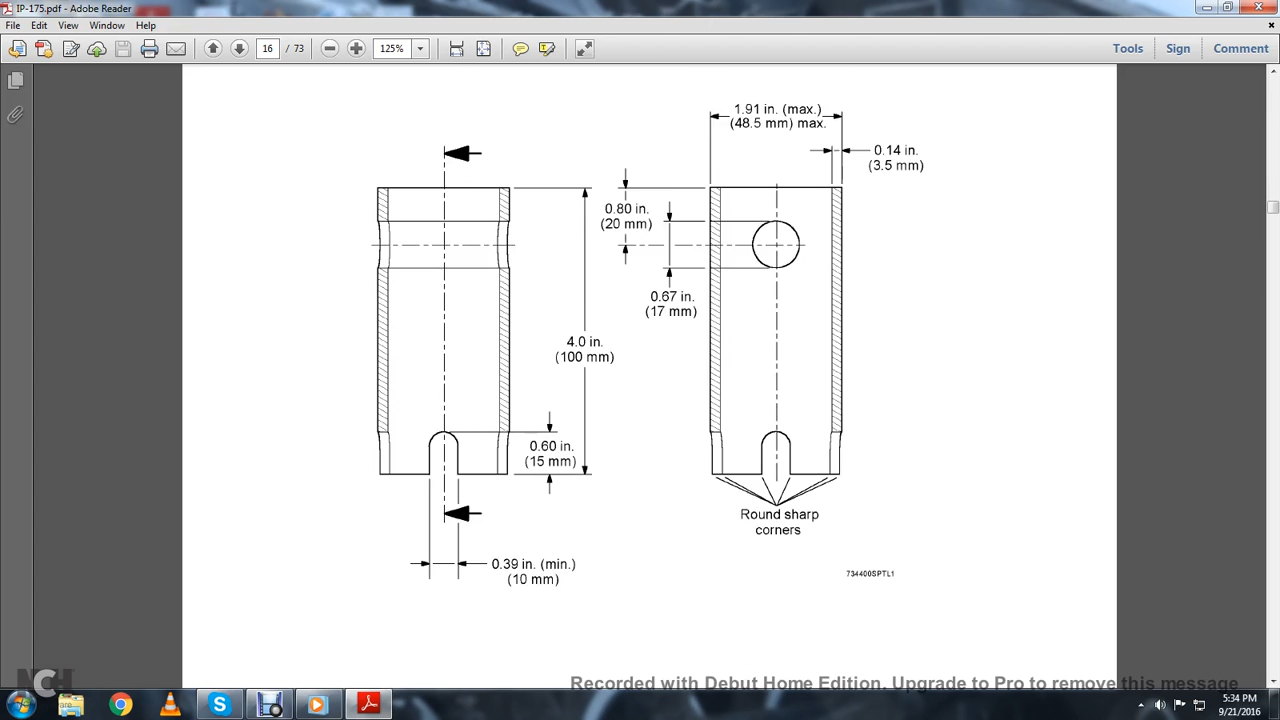 IP-175.pdf - Adobe Reader
File Edit View Window Help
16 / 73 125% Tools Sign Comment
1.91 in. (max.)
(48.5 mm) max.
0.14 in.
(3.5 mm)
0.80 in.
(20 mm)
0.67 in.
(17 mm)
4.0 in.
(100 mm)
0.60 in.
(15 mm)
Round sharp
corners
0.39 in. (min.)
(10 mm)
734400SPTL1
NCH
Recorded with Debut Home Edition. Upgrade to Pro to remove this message
5:34 PM
9/21/2016